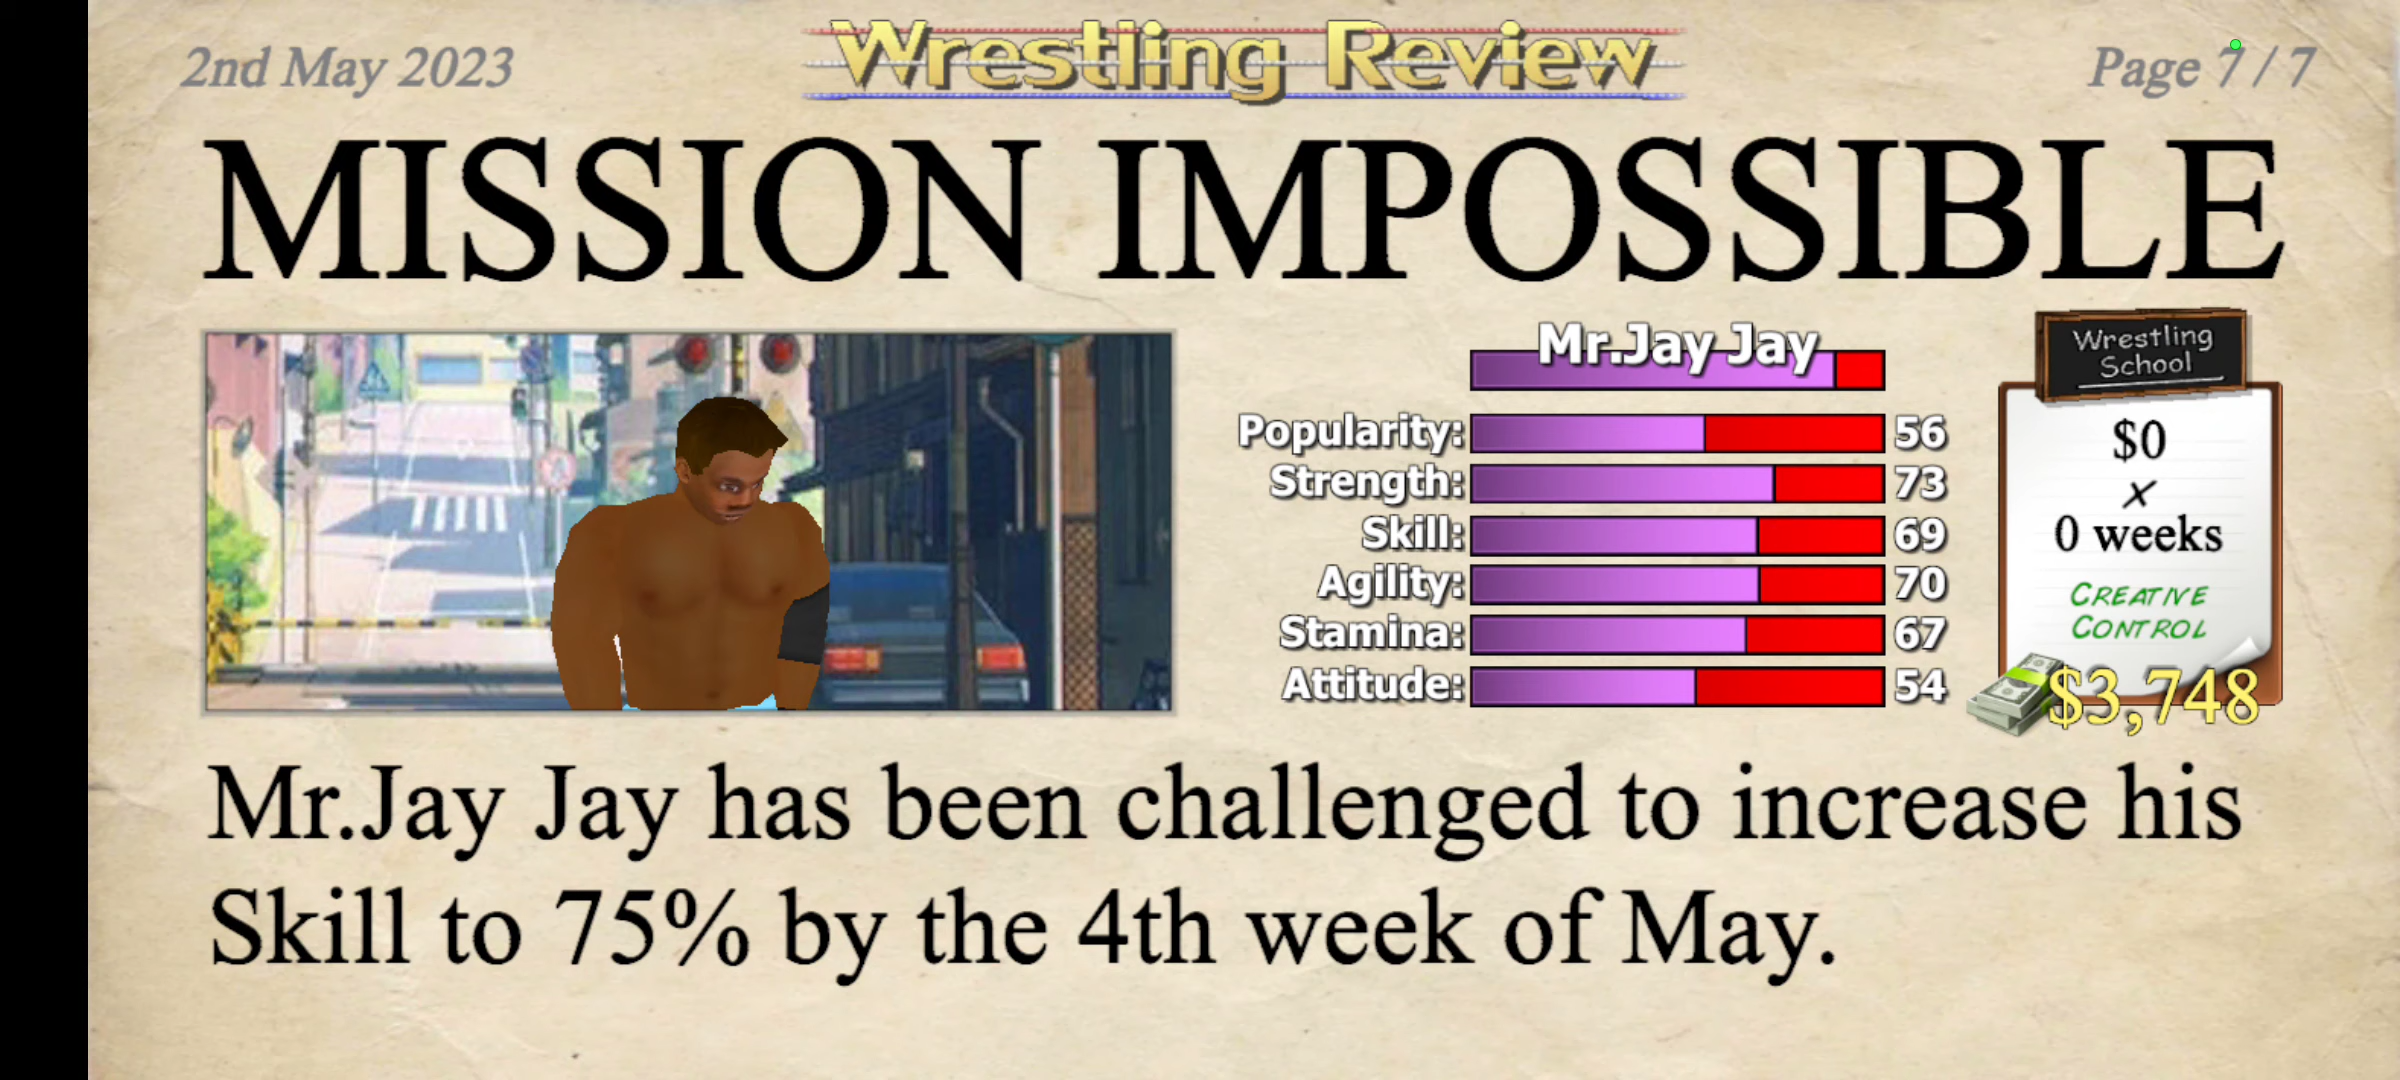 2nd May 2023
Wrestling Review
Page 7 / 7
MISSION IMPOSSIBLE
Mr.Jay Jay
Popularity: 56
Strength: 73
Skill: 69
Agility: 70
Stamina: 67
Attitude: 54
Wrestling
School
$0
x
0 weeks
CREATIVE
CONTROL
$3,748
Mr.Jay Jay has been challenged to increase his
Skill to 75% by the 4th week of May.